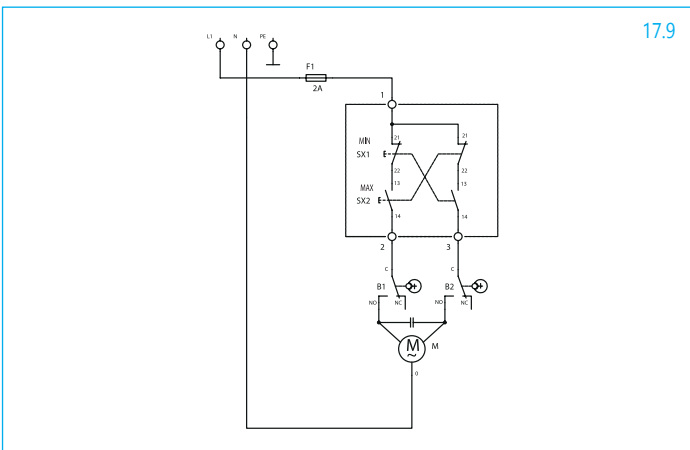 17.9
L1 N PE
F1
2A
1
MIN
SX1
21 21
22 22
13 13
MAX
SX2
14 14
2 3
C C
B1 B2
NO NC NO NC
M
~
M
0